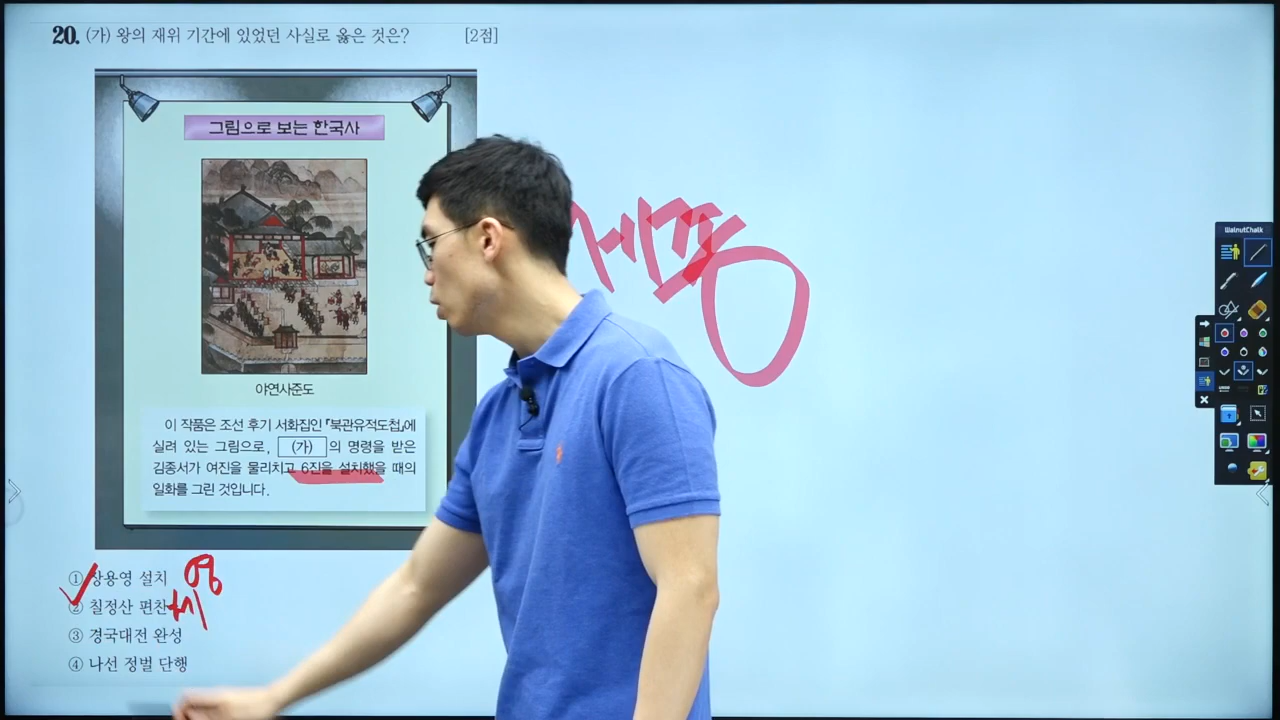 20. (가) 왕의 재위 기간에 있었던 사실로 옳은 것은? [2점]
그림으로 보는 한국사
야연사준도
이 작품은 조선 후기 서화집인 『북관유적도첩』에
실려 있는 그림으로, (가) 의 명령을 받은
김종서가 여진을 물리치고 6진을 설치했을 때의
일화를 그린 것입니다.
① 장용영 설치
② 칠정산 편찬 세
③ 경국대전 완성
④ 나선 정벌 단행
세종
WalnutChalk